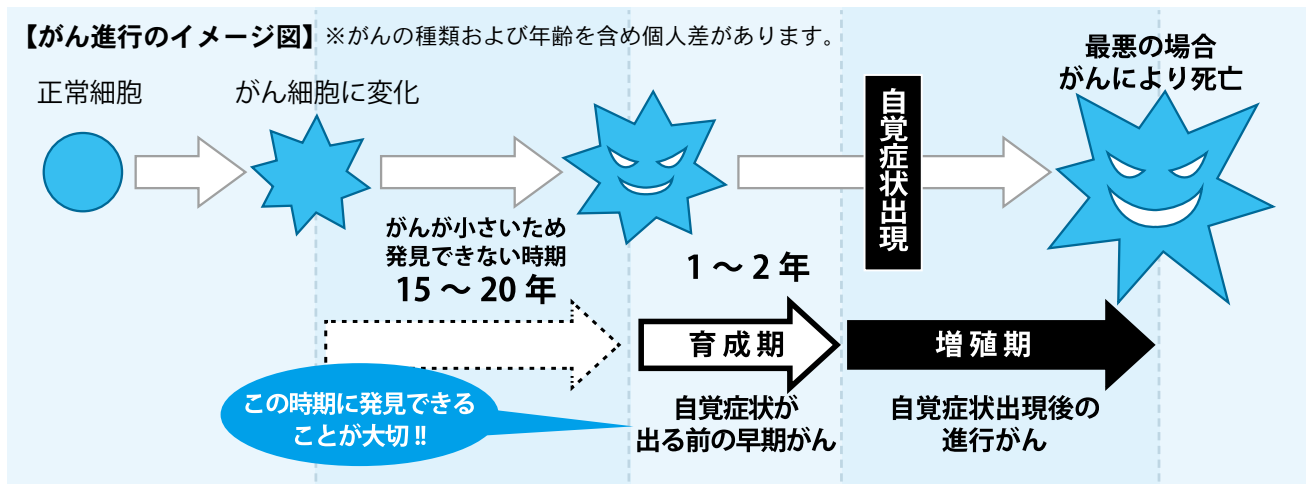 【がん進行のイメージ図】※がんの種類および年齢を含め個人差があります。
正常細胞
がん細胞に変化
最悪の場合
がんにより死亡
自覚症状出現
がんが小さいため
発見できない時期
15～20年
1～2年
育成期
増殖期
この時期に発見できる
ことが大切!!
自覚症状が
出る前の早期がん
自覚症状出現後の
進行がん